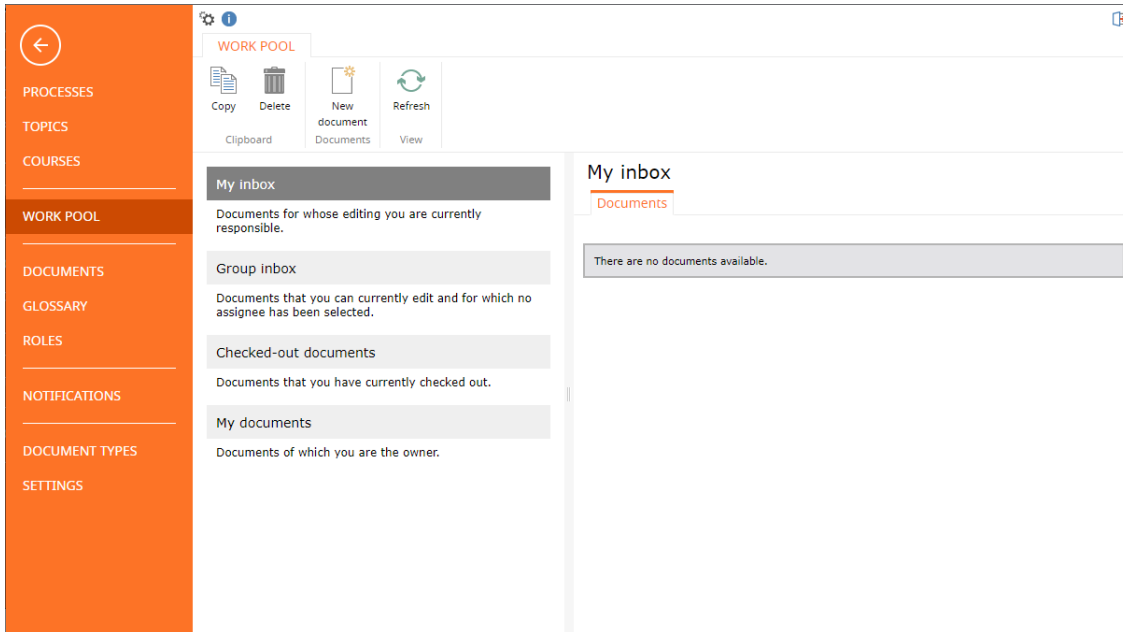 PROCESSES
TOPICS
COURSES
WORK POOL
DOCUMENTS
GLOSSARY
ROLES
NOTIFICATIONS
DOCUMENT TYPES
SETTINGS
WORK POOL
Copy
Delete
New
document
Refresh
Clipboard
Documents
View
My inbox
Documents for whose editing you are currently
responsible.
Group inbox
Documents that you can currently edit and for which no
assignee has been selected.
Checked-out documents
Documents that you have currently checked out.
My documents
Documents of which you are the owner.
My inbox
Documents
There are no documents available.